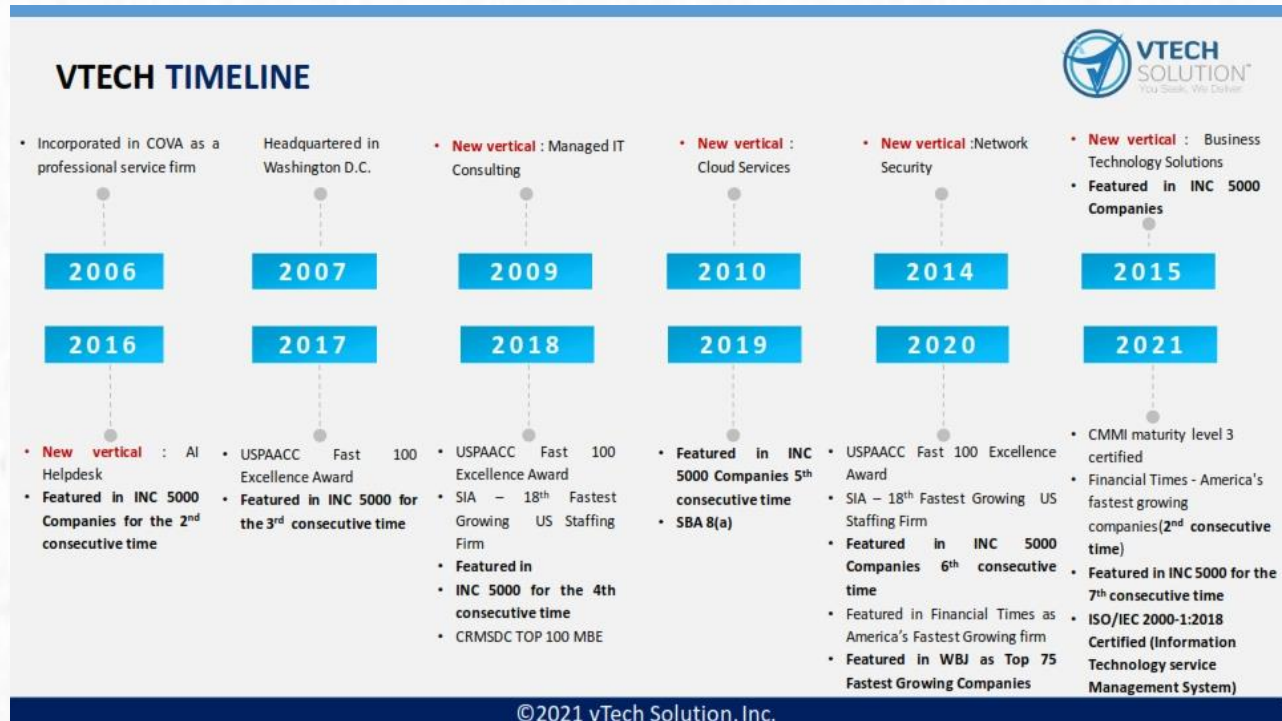 VTECH TIMELINE
VTECH
SOLUTION™
You Seek, We Deliver
• Incorporated in COVA as a
professional service firm
Headquartered in
Washington D.C.
• New vertical : Managed IT
Consulting
• New vertical :
Cloud Services
• New vertical :Network
Security
• New vertical : Business
Technology Solutions
• Featured in INC 5000
Companies
2006
2007
2009
2010
2014
2015
2016
2017
2018
2019
2020
2021
• New vertical : AI
Helpdesk
• Featured in INC 5000
Companies for the 2nd
consecutive time
• USPAACC Fast 100
Excellence Award
• Featured in INC 5000 for
the 3rd consecutive time
• USPAACC Fast 100
Excellence Award
• SIA – 18th Fastest
Growing US Staffing
Firm
• Featured in
• INC 5000 for the 4th
consecutive time
• CRMSDC TOP 100 MBE
• Featured in INC
5000 Companies 5th
consecutive time
• SBA 8(a)
• USPAACC Fast 100 Excellence
Award
• SIA – 18th Fastest Growing US
Staffing Firm
• Featured in INC 5000
Companies 6th consecutive
time
• Featured in Financial Times as
America's Fastest Growing firm
• Featured in WBJ as Top 75
Fastest Growing Companies
• CMMI maturity level 3
certified
• Financial Times - America's
fastest growing
companies(2nd consecutive
time)
• Featured in INC 5000 for the
7th consecutive time
• ISO/IEC 2000-1:2018
Certified (Information
Technology service
Management System)
©2021 vTech Solution, Inc.